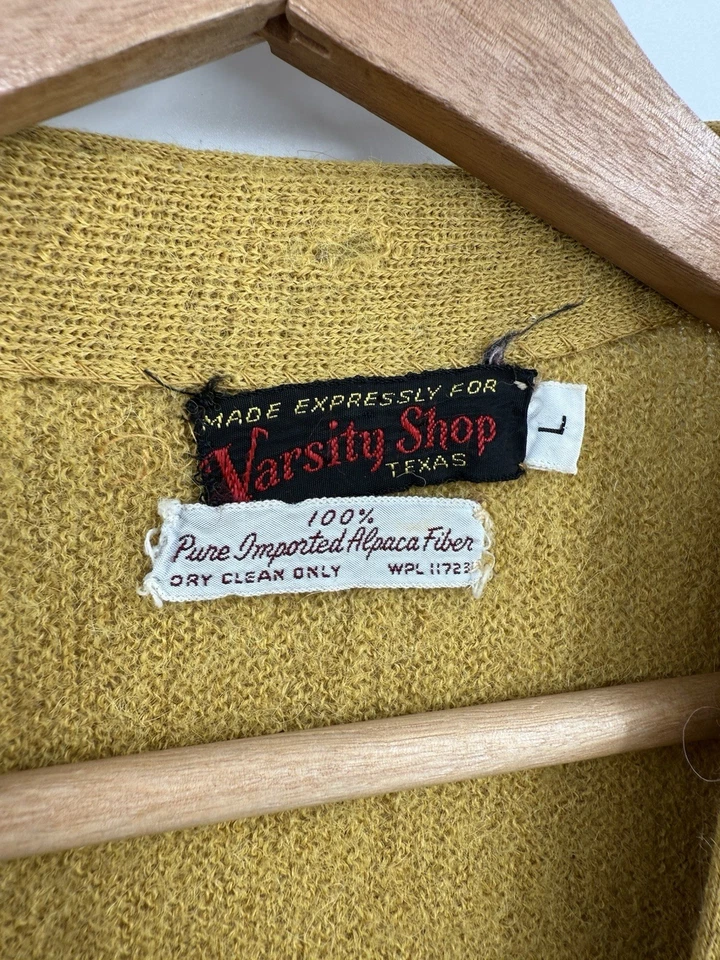 MADE EXPRESSLY FOR
Varsity Shop
TEXAS
L
100%
Pure Imported Alpaca Fiber
DRY CLEAN ONLY WPL 11723